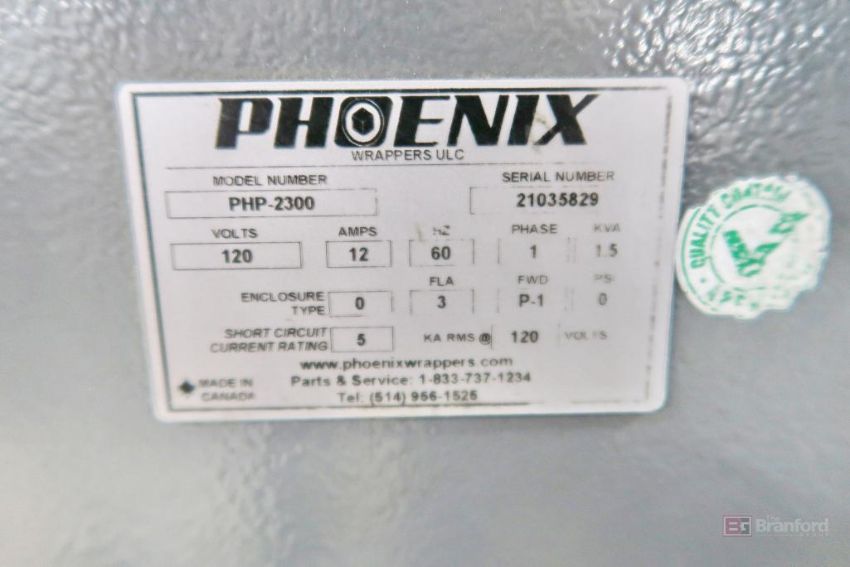 PHOENIX
WRAPPERS ULC
MODEL NUMBER SERIAL NUMBER
PHP-2300 21035829
VOLTS AMPS HZ PHASE KVA
120 12 60 1 1.5
FLA FWD PSI
ENCLOSURE TYPE 0 3 P-1 0
SHORT CIRCUIT CURRENT RATING 5 KA RMS @ 120 VOLTS
www.phoenixwrappers.com
MADE IN CANADA Parts & Service: 1-833-737-1234
Tel: (514) 956-1525
QUALITY
The Branford